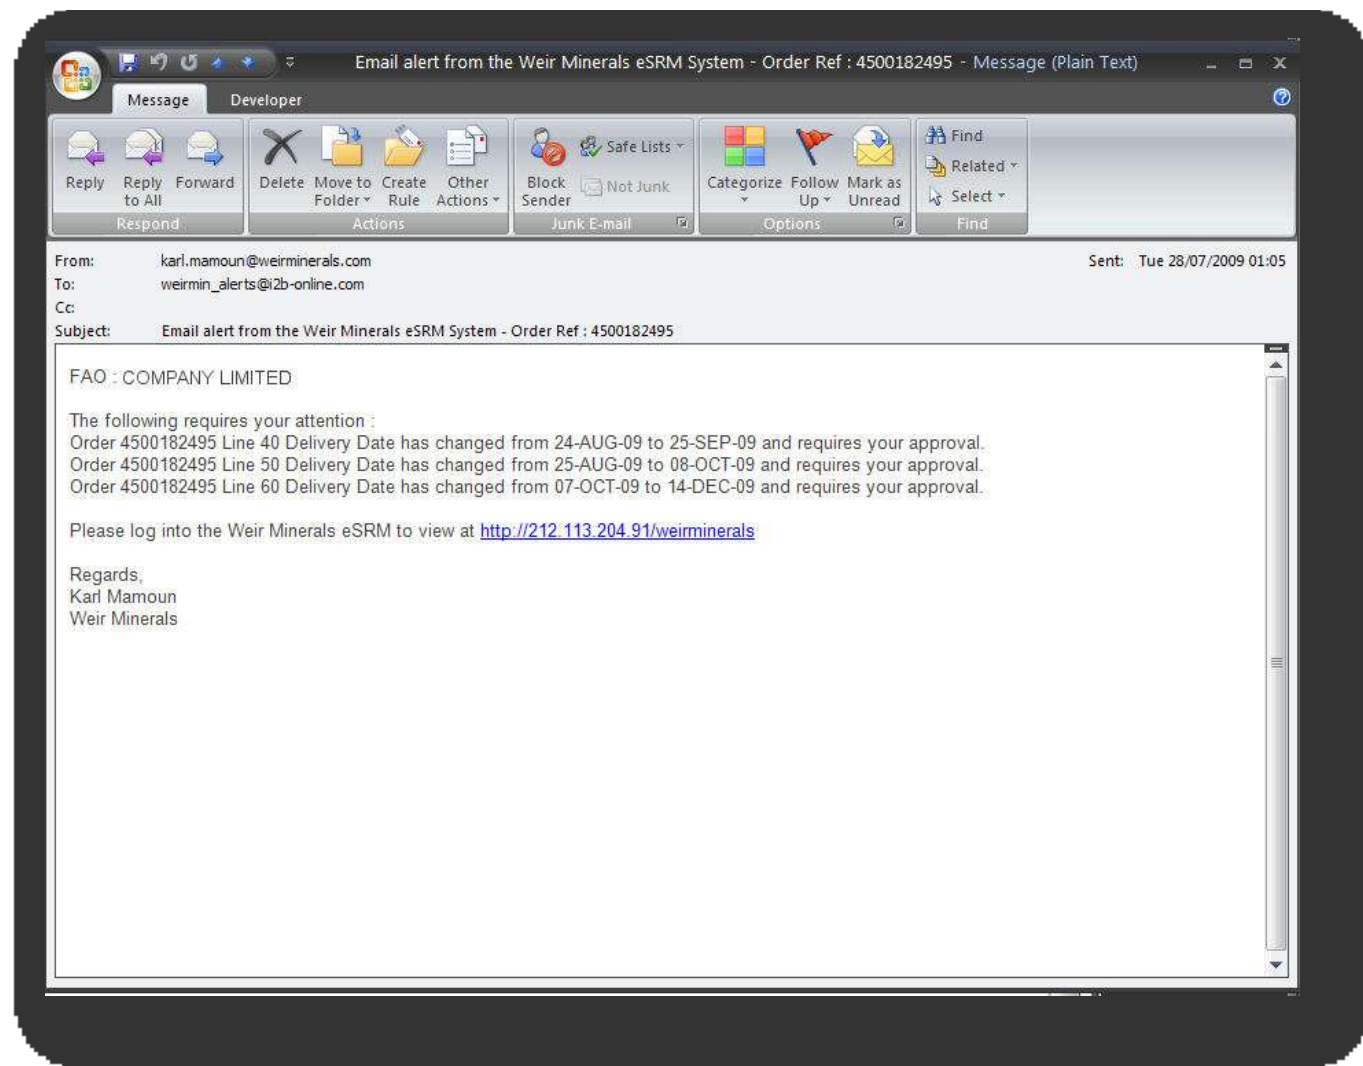 Email alert from the Weir Minerals eSRM System - Order Ref : 4500182495 - Message (Plain Text)
Message Developer
Reply Reply to All Forward Delete Move to Folder Create Rule Other Actions Block Sender Safe Lists Not Junk Categorize Follow Up Mark as Unread Find Related Select
Respond Actions Junk E-mail Options Find
From: karl.mamoun@weirminerals.com Sent: Tue 28/07/2009 01:05
To: weirmin_alerts@i2b-online.com
Cc:
Subject: Email alert from the Weir Minerals eSRM System - Order Ref : 4500182495
FAO : COMPANY LIMITED
The following requires your attention :
Order 4500182495 Line 40 Delivery Date has changed from 24-AUG-09 to 25-SEP-09 and requires your approval.
Order 4500182495 Line 50 Delivery Date has changed from 25-AUG-09 to 08-OCT-09 and requires your approval.
Order 4500182495 Line 60 Delivery Date has changed from 07-OCT-09 to 14-DEC-09 and requires your approval.
Please log into the Weir Minerals eSRM to view at http://212.113.204.91/weirminerals
Regards,
Karl Mamoun
Weir Minerals